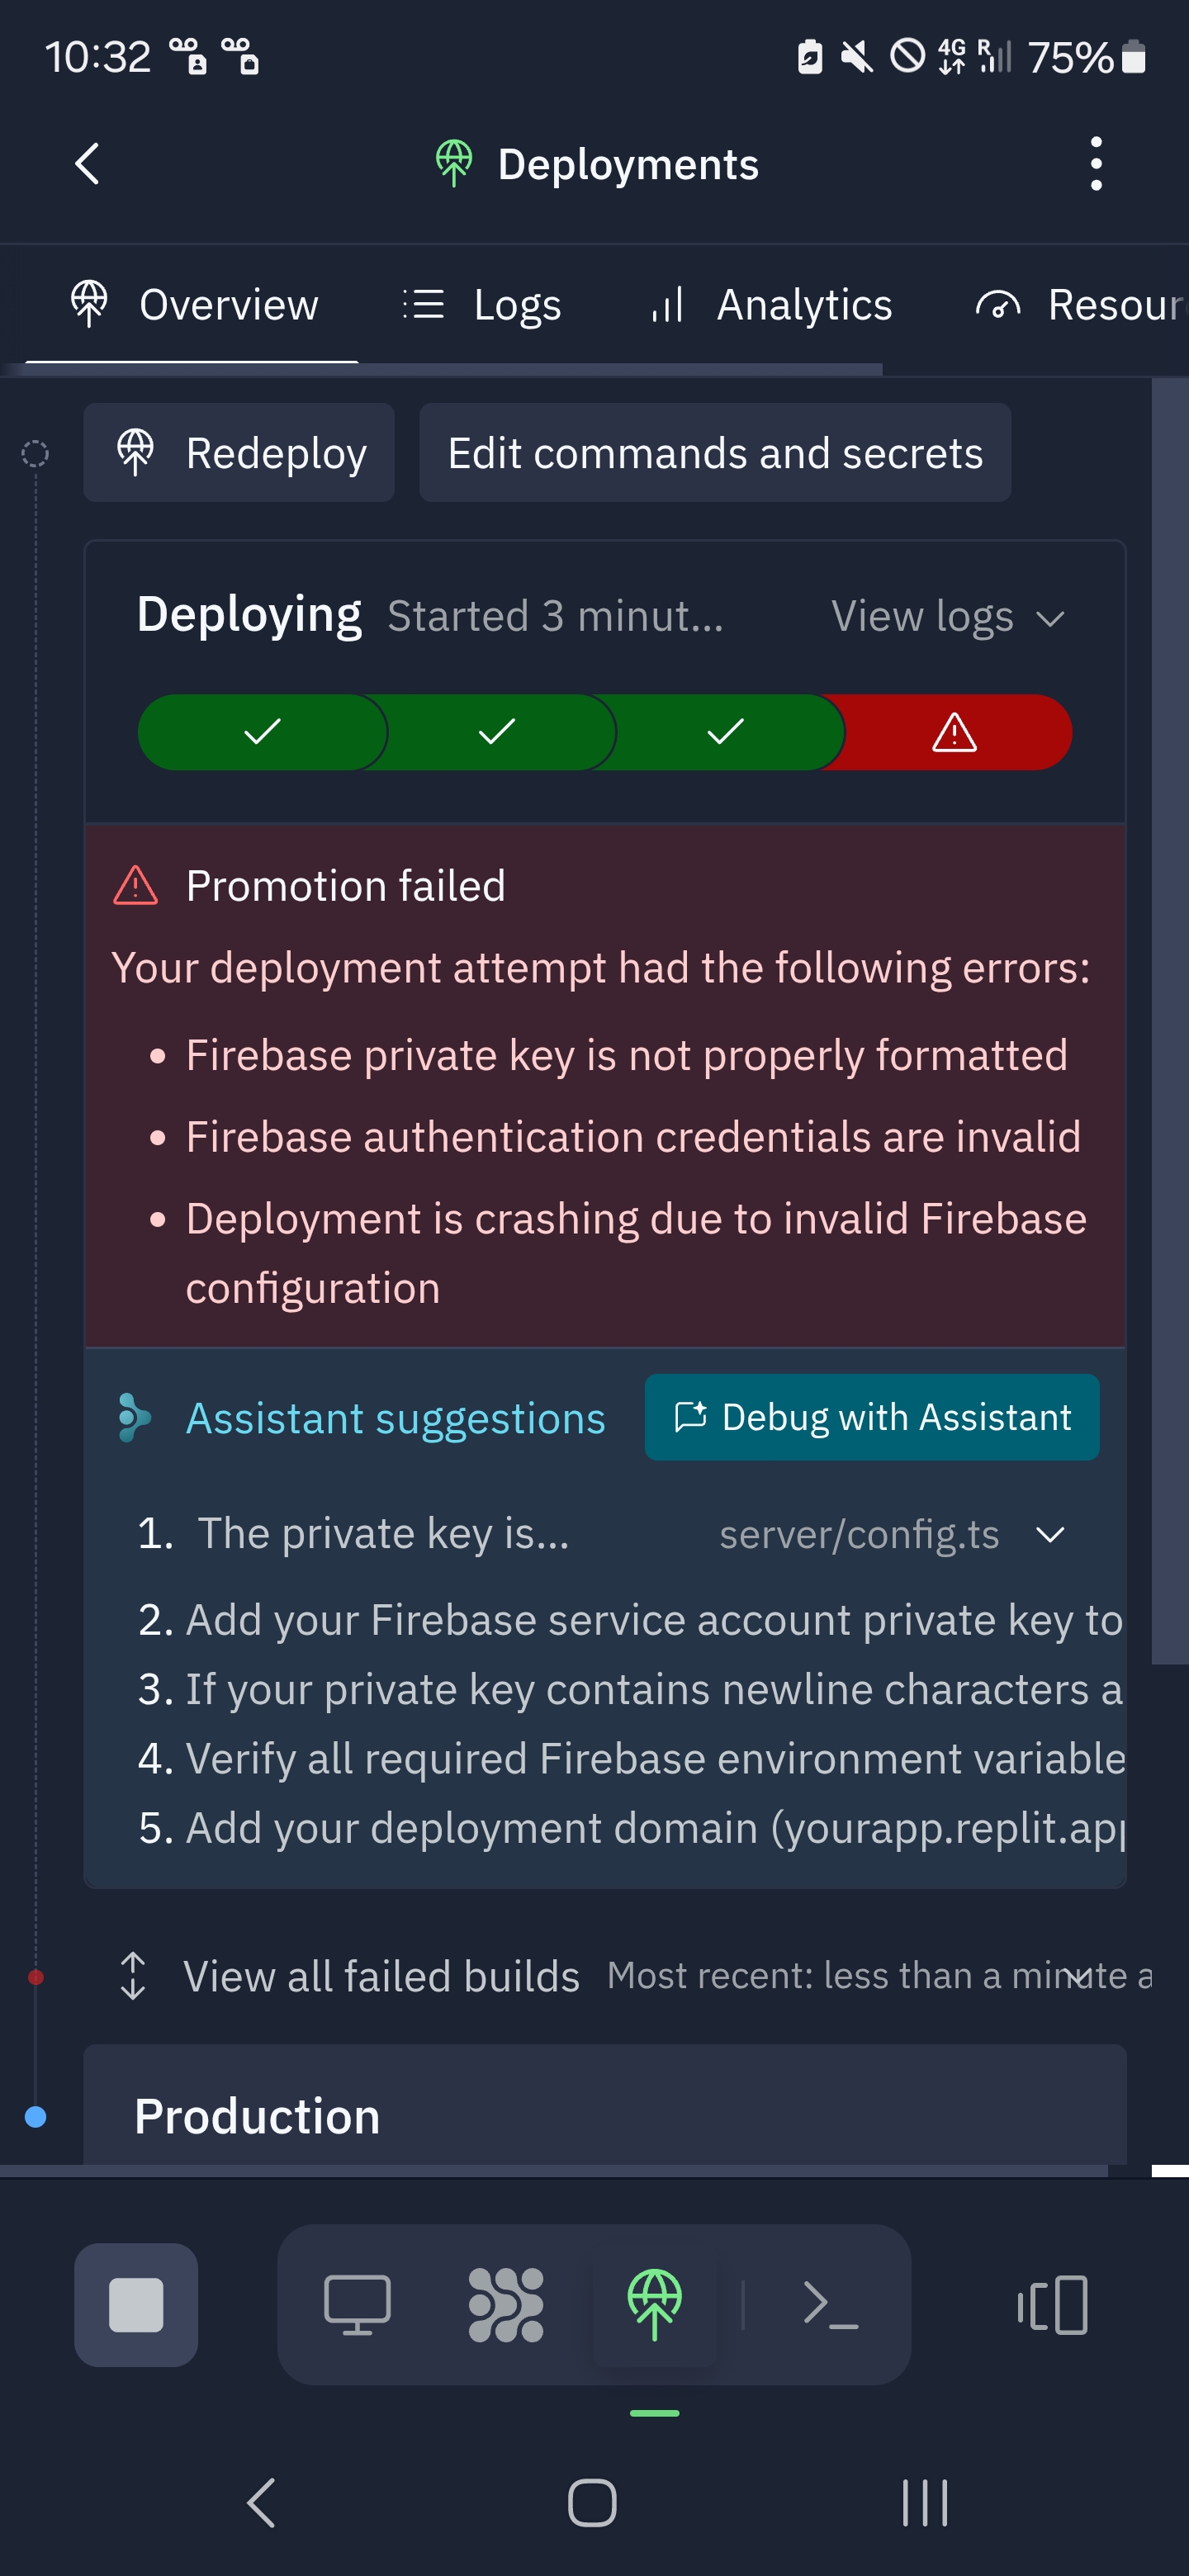 10:32 4G R 75%
Deployments
Overview Logs Analytics Resour
Redeploy Edit commands and secrets
Deploying Started 3 minut... View logs
Promotion failed
Your deployment attempt had the following errors:
• Firebase private key is not properly formatted
• Firebase authentication credentials are invalid
• Deployment is crashing due to invalid Firebase
configuration
Assistant suggestions Debug with Assistant
1. The private key is... server/config.ts
2. Add your Firebase service account private key to
3. If your private key contains newline characters a
4. Verify all required Firebase environment variable
5. Add your deployment domain (yourapp.replit.app
View all failed builds Most recent: less than a minute a
Production